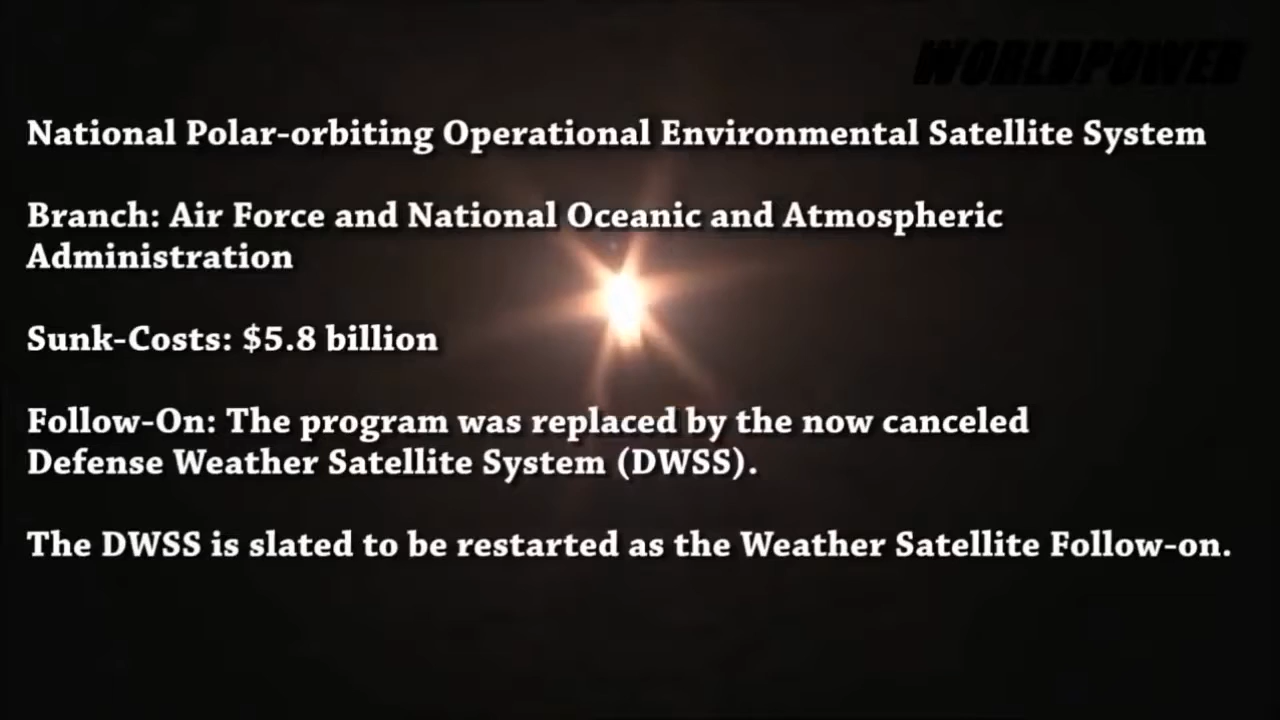 WORLDPOWER
National Polar-orbiting Operational Environmental Satellite System
Branch: Air Force and National Oceanic and Atmospheric
Administration
Sunk-Costs: $5.8 billion
Follow-On: The program was replaced by the now canceled
Defense Weather Satellite System (DWSS).
The DWSS is slated to be restarted as the Weather Satellite Follow-on.